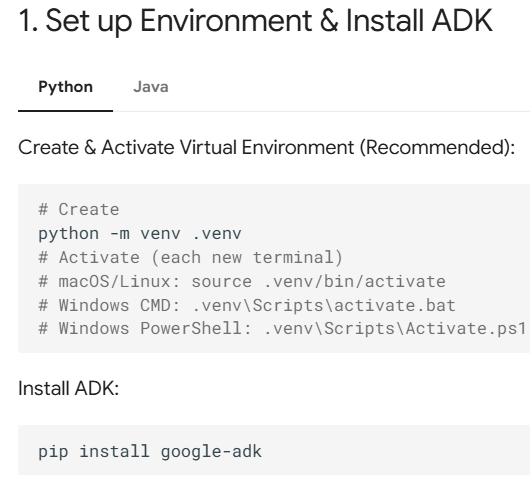 1. Set up Environment & Install ADK
Python
Java
Create & Activate Virtual Environment (Recommended):
# Create
python -m venv .venv
# Activate (each new terminal)
# macOS/Linux: source .venv/bin/activate
# Windows CMD: .venv\Scripts\activate.bat
# Windows PowerShell: .venv\Scripts\Activate.ps1
Install ADK:
pip install google-adk